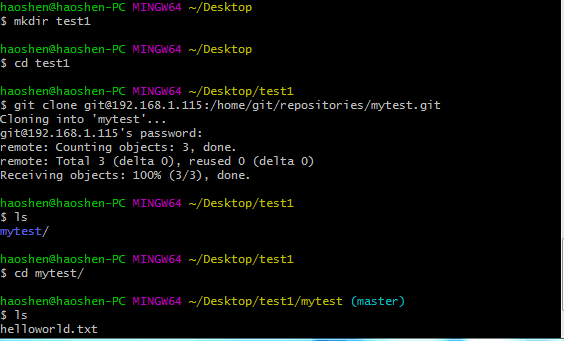 haoshen@haoshen-PC MINGW64 ~/Desktop
$ mkdir test1
haoshen@haoshen-PC MINGW64 ~/Desktop
$ cd test1
haoshen@haoshen-PC MINGW64 ~/Desktop/test1
$ git clone git@192.168.1.115:/home/git/repositories/mytest.git
Cloning into 'mytest'...
git@192.168.1.115's password:
remote: Counting objects: 3, done.
remote: Total 3 (delta 0), reused 0 (delta 0)
Receiving objects: 100% (3/3), done.
haoshen@haoshen-PC MINGW64 ~/Desktop/test1
$ ls
mytest/
haoshen@haoshen-PC MINGW64 ~/Desktop/test1
$ cd mytest/
haoshen@haoshen-PC MINGW64 ~/Desktop/test1/mytest (master)
$ ls
helloworld.txt